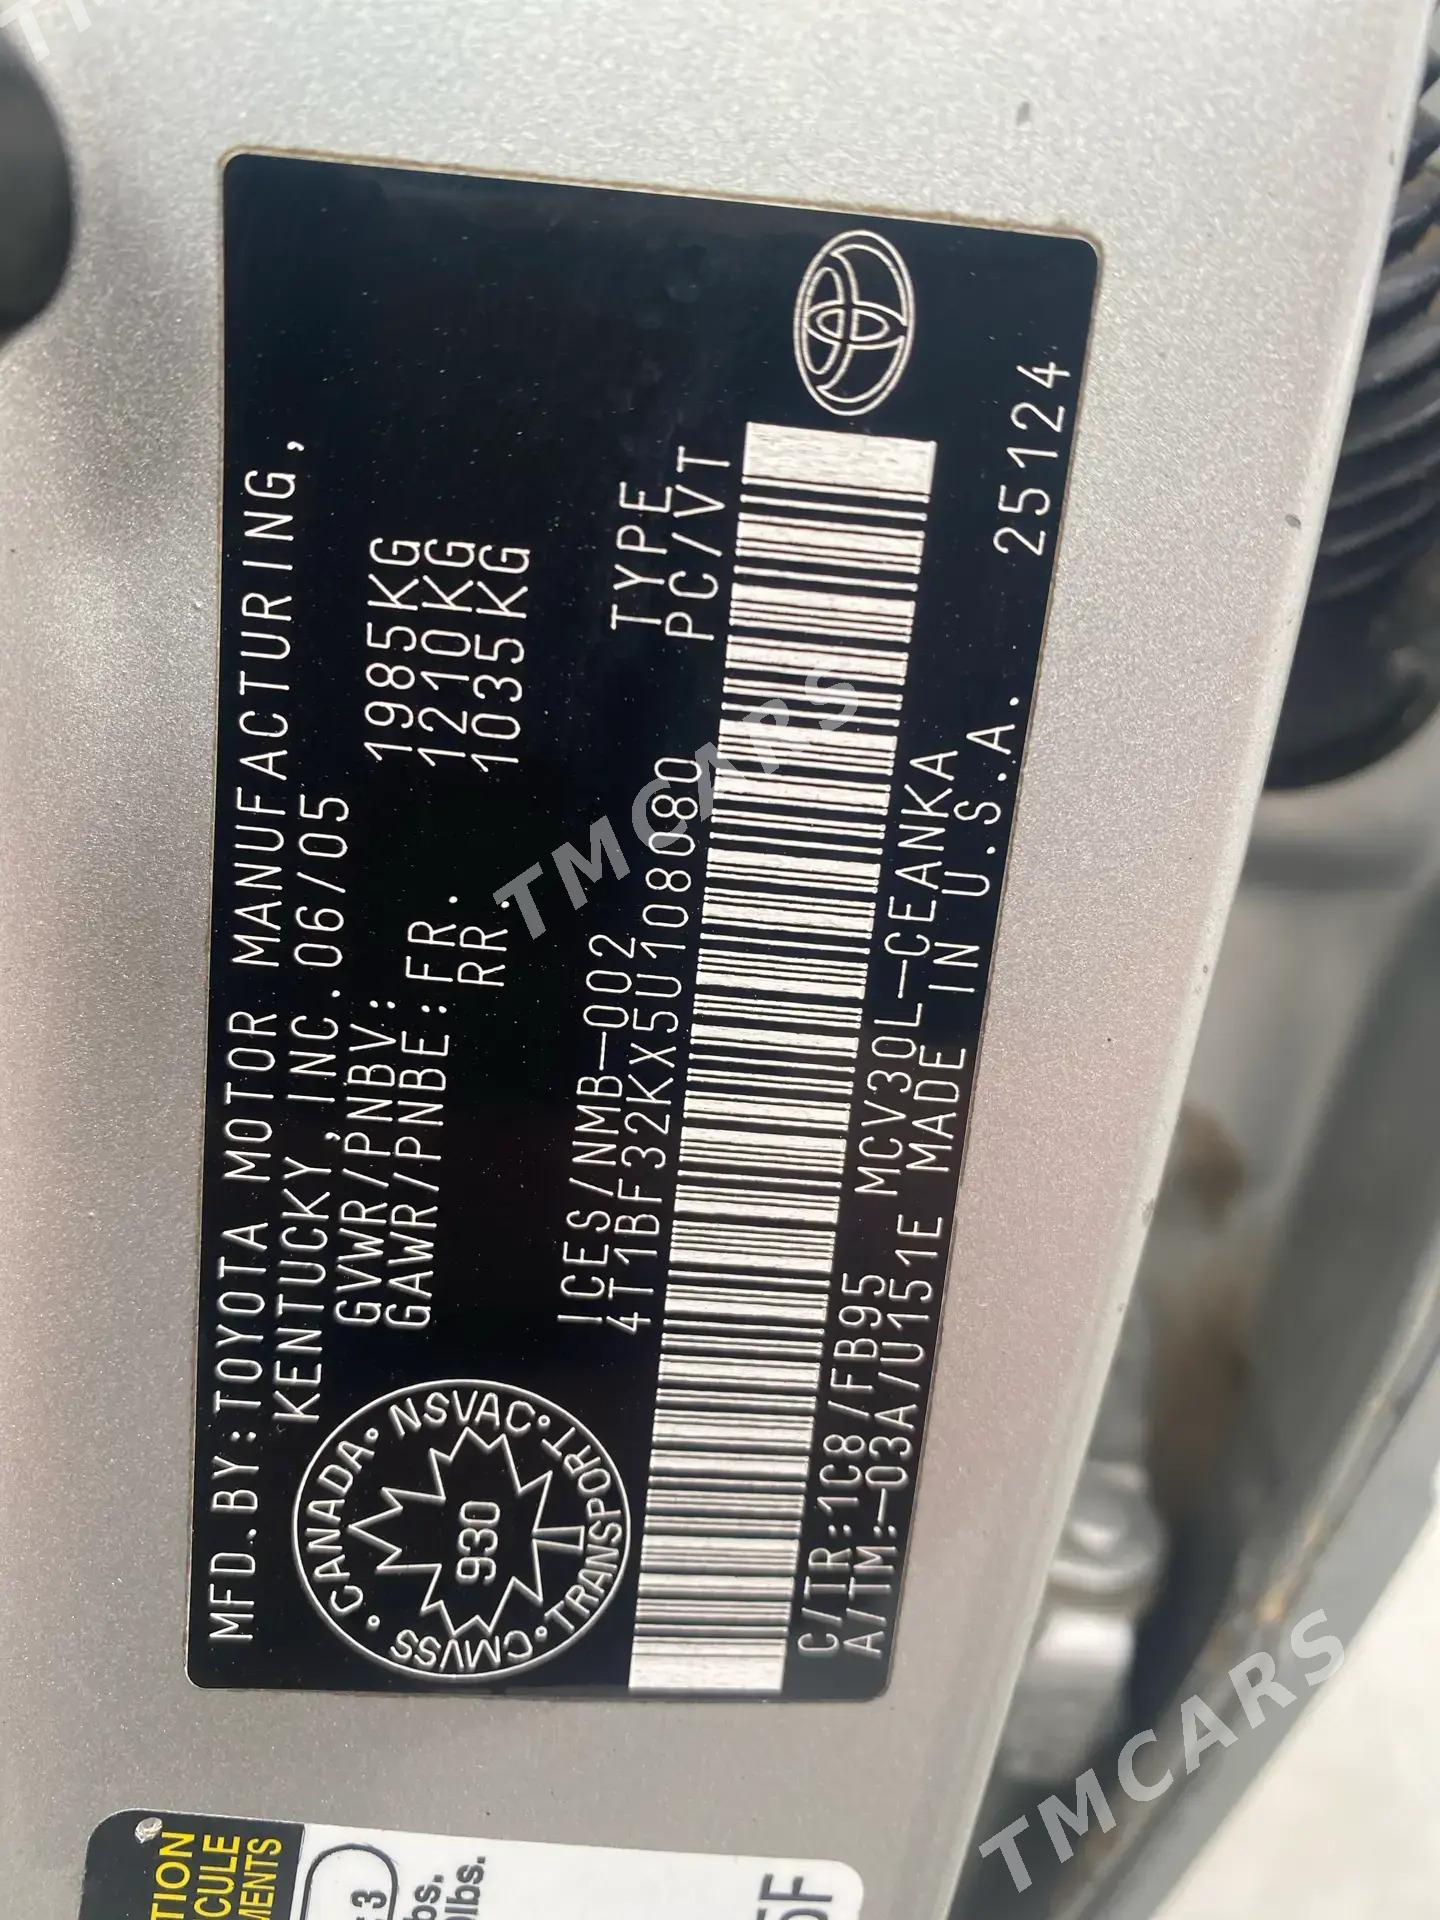 MFD.BY:TOYOTA MOTOR MANUFACTURING,
KENTUCKY,INC. 06/05
GVWR/PNBV: 1985KG
GAWR/PNBE:FR. 1210KG
RR. 1035KG
ICES/NMB-002 TYPE
4T1BF32KX5U108080 PC/VT
C/TR:1C8/FB95 MCV30L-CEANKA
A/TM:-03A/U151E MADE IN U.S.A. 25124
CANADA NSVAC TRANSPORT CMVSS
930
TMCARS
TMCARS